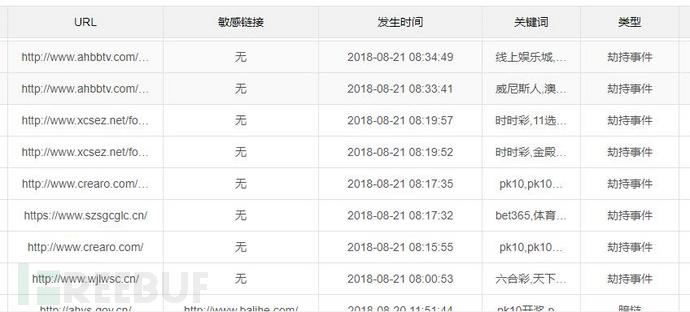 URL 敏感链接 发生时间 关键词 类型
http://www.ahbbtv.com/... 无 2018-08-21 08:34:49 线上娱乐城,... 劫持事件
http://www.ahbbtv.com/... 无 2018-08-21 08:33:41 威尼斯人,澳... 劫持事件
http://www.xcsez.net/fo... 无 2018-08-21 08:19:57 时时彩,11选... 劫持事件
http://www.xcsez.net/fo... 无 2018-08-21 08:19:52 时时彩,金殿... 劫持事件
http://www.crearo.com/... 无 2018-08-21 08:17:35 pk10,pk10... 劫持事件
https://www.szsgcglc.cn/ 无 2018-08-21 08:17:32 bet365,体育... 劫持事件
http://www.crearo.com/ 无 2018-08-21 08:15:55 pk10,pk10... 劫持事件
http://www.wjlwsc.cn/ 无 2018-08-21 08:00:53 六合彩,天下... 劫持事件
http://ahys.gov.cn/ http://www.balihe.com/ 2018-08-20 11:51:44 pk10开奖,p... 暗链
FREEBUF